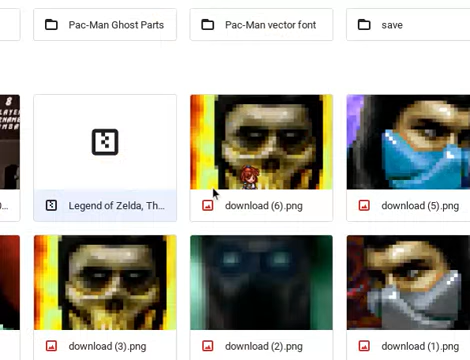 Pac-Man Ghost Parts
Pac-Man vector font
save
8
Legend of Zelda, Th...
download (6).png
download (5).png
download (3).png
download (2).png
download (1).png